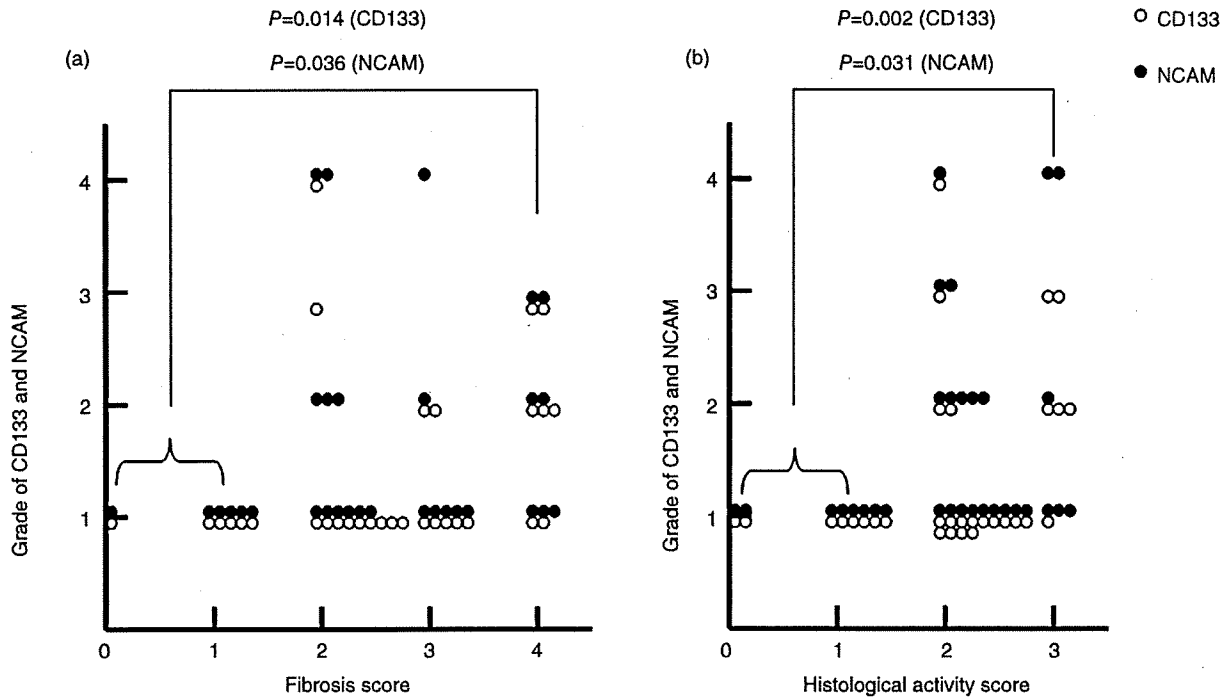 P=0.014 (CD133)
(a)
P=0.036 (NCAM)
4
3
2
1
0
1
2
3
4
Grade of CD133 and NCAM
Fibrosis score
P=0.002 (CD133)
(b)
P=0.031 (NCAM)
4
3
2
1
0
1
2
3
Grade of CD133 and NCAM
Histological activity score
CD133
NCAM